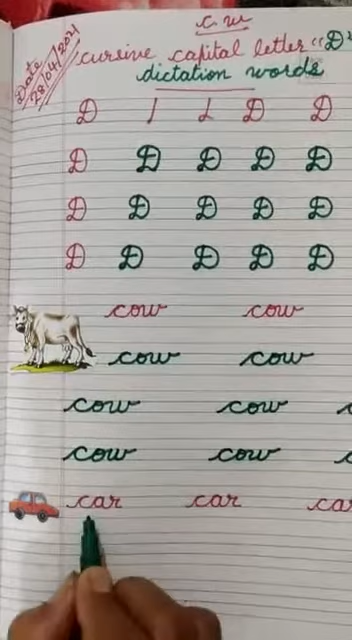 c w
Date
28/04/2021
cursive capital letter "D"
dictation words
D D D
D D D D D
D D D D D
D D D D D
cow cow
cow cow
cow cow
cow cow
car car ca